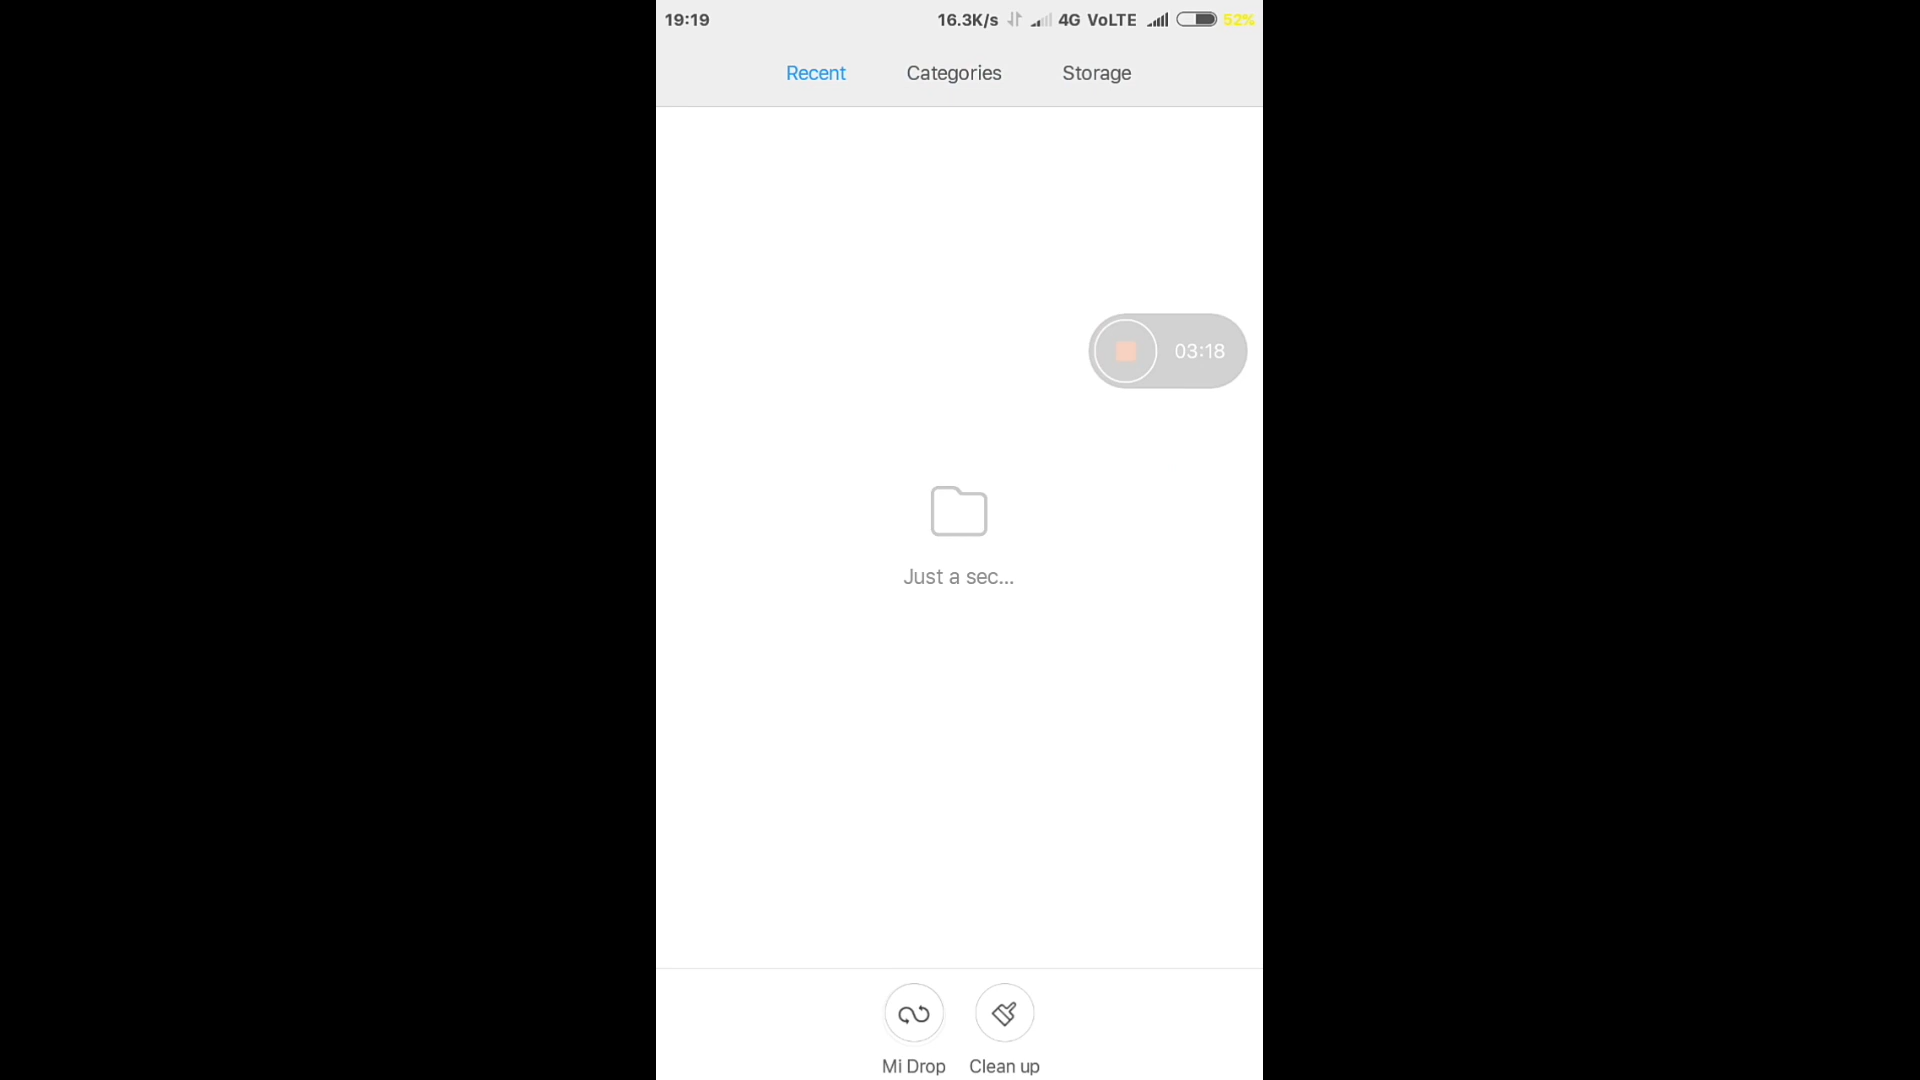 19:19 16.3K/s 4G VoLTE 52%
Recent Categories Storage
03:18
Just a sec...
Mi Drop Clean up